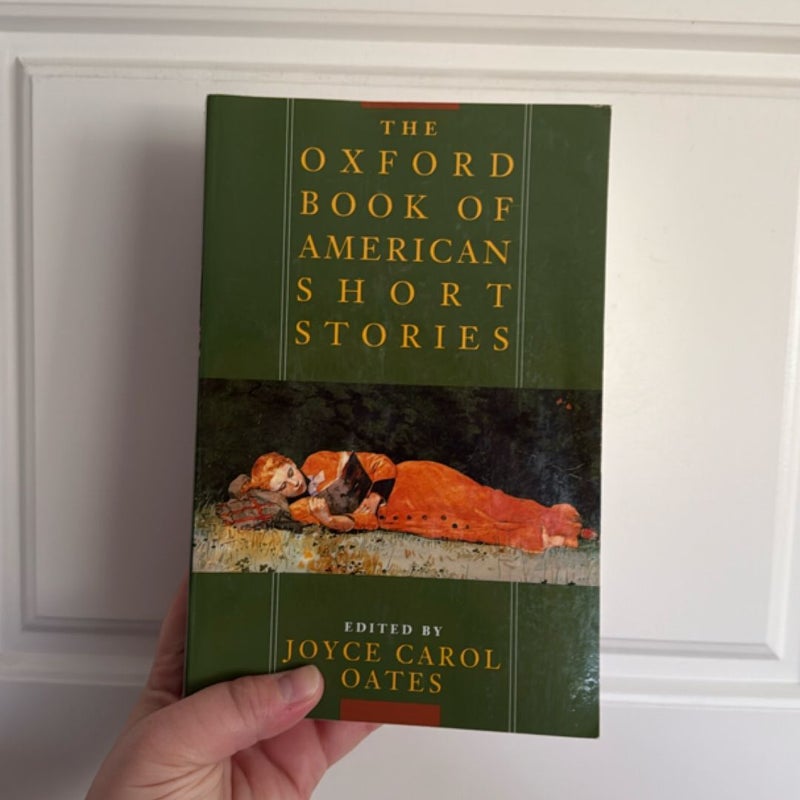 THE
OXFORD
BOOK OF
AMERICAN
SHORT
STORIES
EDITED BY
JOYCE CAROL
OATES